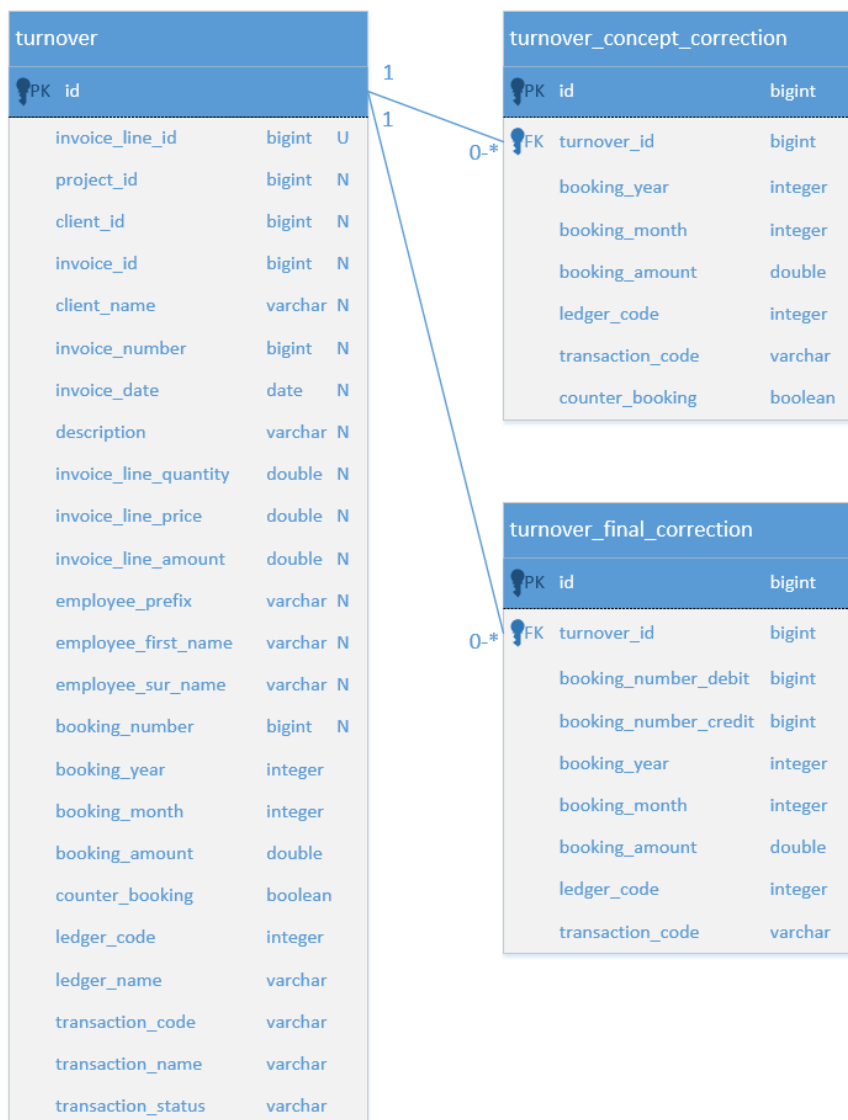 turnover
PK id
invoice_line_id bigint U
project_id bigint N
client_id bigint N
invoice_id bigint N
client_name varchar N
invoice_number bigint N
invoice_date date N
description varchar N
invoice_line_quantity double N
invoice_line_price double N
invoice_line_amount double N
employee_prefix varchar N
employee_first_name varchar N
employee_sur_name varchar N
booking_number bigint N
booking_year integer
booking_month integer
booking_amount double
counter_booking boolean
ledger_code integer
ledger_name varchar
transaction_code varchar
transaction_name varchar
transaction_status varchar
1
1
0-*
0-*
turnover_concept_correction
PK id bigint
FK turnover_id bigint
booking_year integer
booking_month integer
booking_amount double
ledger_code integer
transaction_code varchar
counter_booking boolean
turnover_final_correction
PK id bigint
FK turnover_id bigint
booking_number_debit bigint
booking_number_credit bigint
booking_year integer
booking_month integer
booking_amount double
ledger_code integer
transaction_code varchar